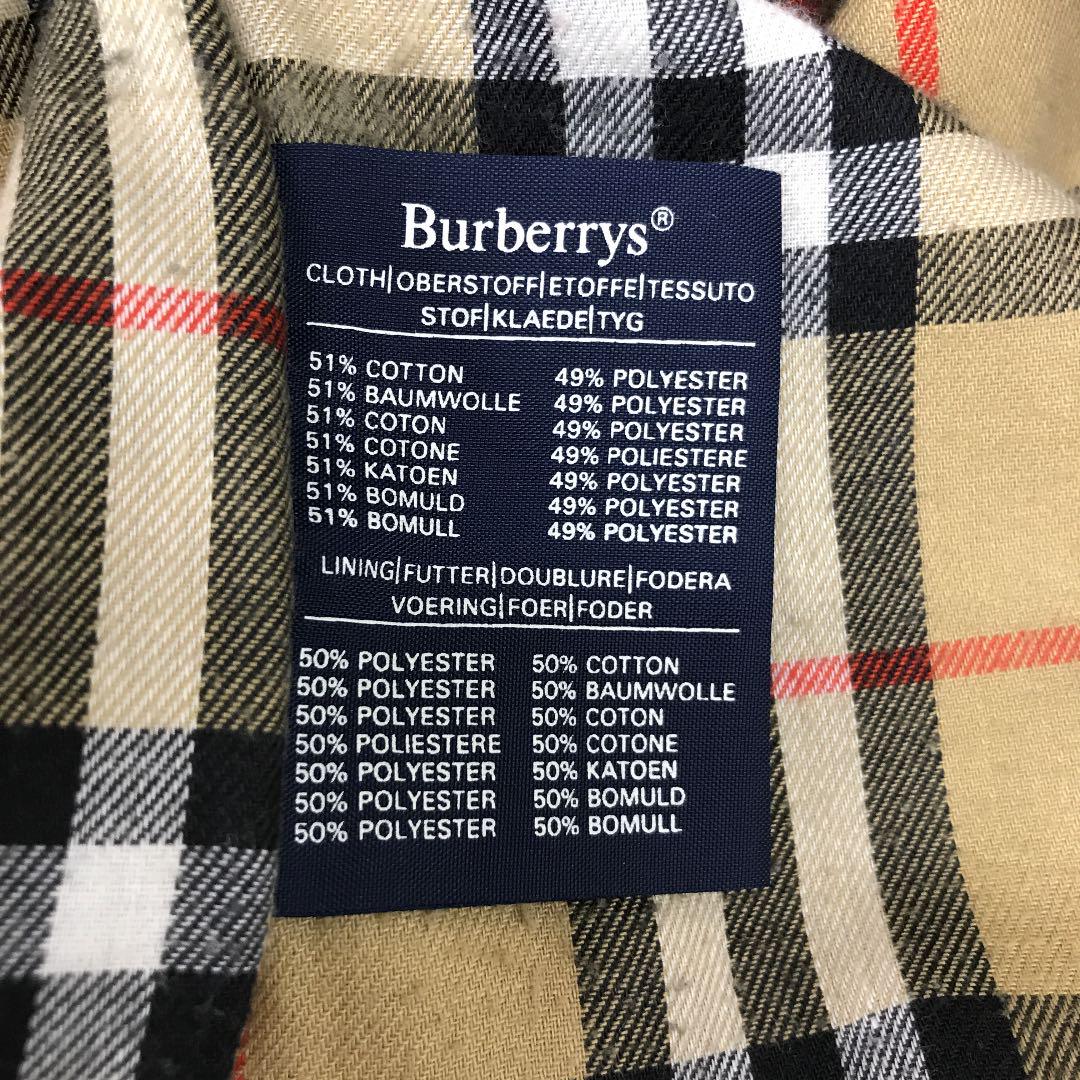 Burberrys®
CLOTH|OBERSTOFF|ETOFFE|TESSUTO
STOF|KLAEDE|TYG
51% COTTON 49% POLYESTER
51% BAUMWOLLE 49% POLYESTER
51% COTON 49% POLYESTER
51% COTONE 49% POLIESTERE
51% KATOEN 49% POLYESTER
51% BOMULD 49% POLYESTER
51% BOMULL 49% POLYESTER
LINING|FUTTER|DOUBLURE|FODERA
VOERING|FOER|FODER
50% POLYESTER 50% COTTON
50% POLYESTER 50% BAUMWOLLE
50% POLYESTER 50% COTON
50% POLIESTERE 50% COTONE
50% POLYESTER 50% KATOEN
50% POLYESTER 50% BOMULD
50% POLYESTER 50% BOMULL